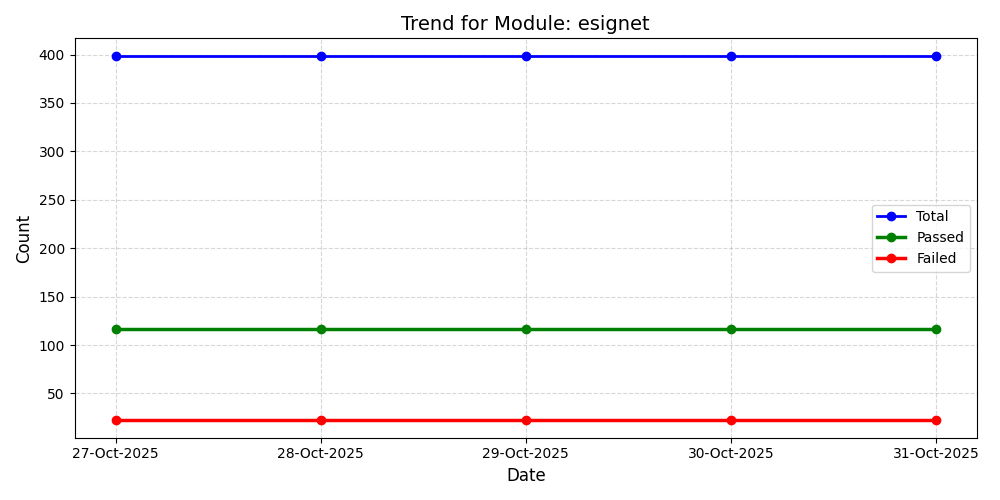 Trend for Module: esignet
400
350
300
250
200
150
100
50
Count
Total
Passed
Failed
27-Oct-2025
28-Oct-2025
29-Oct-2025
30-Oct-2025
31-Oct-2025
Date